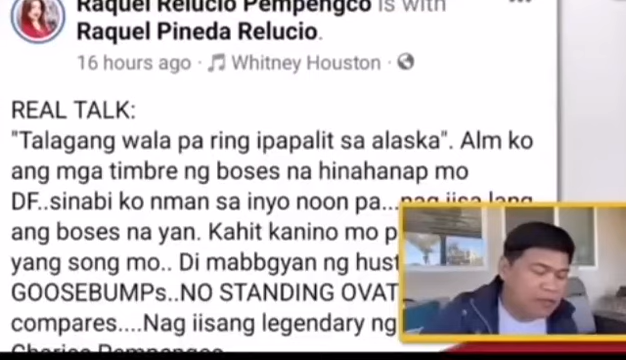 Raquel Relucio Pempengco is with
Raquel Pineda Relucio.
16 hours ago · Whitney Houston ·
REAL TALK:
"Talagang wala pa ring ipapalit sa alaska". Alm ko
ang mga timbre ng boses na hinahanap mo
DF..sinabi ko nman sa inyo noon pa...nag iisa lang
ang boses na yan. Kahit kanino mo p
yang song mo.. Di mabbgyan ng hust
GOOSEBUMPs..NO STANDING OVAT
compares....Nag iisang legendary ng
Charice Pempengco